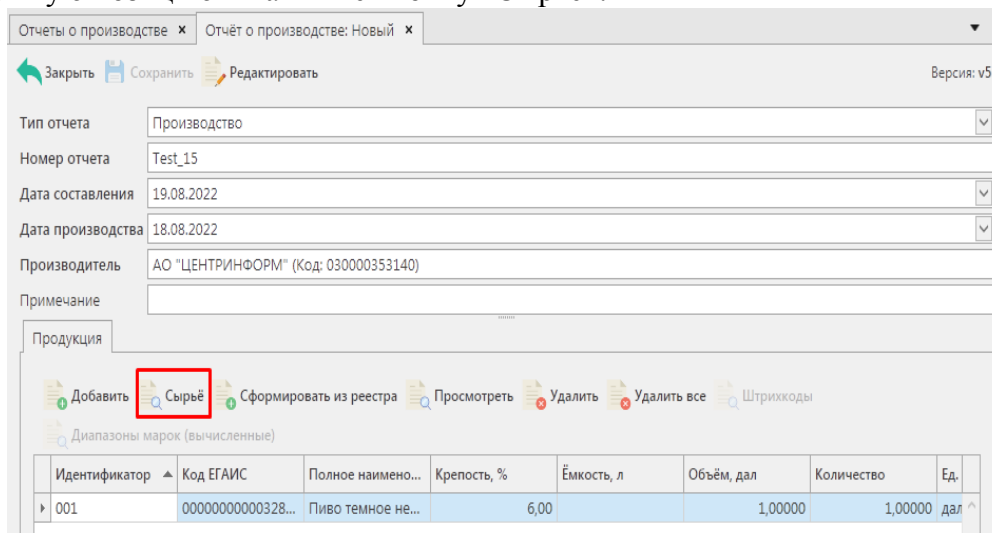 Отчеты о производстве × Отчёт о производстве: Новый ×
Закрыть Сохранить Редактировать Версия: v5
Тип отчета Производство
Номер отчета Test_15
Дата составления 19.08.2022
Дата производства 18.08.2022
Производитель АО "ЦЕНТРИНФОРМ" (Код: 030000353140)
Примечание
Продукция
Добавить Сырьё Сформировать из реестра Просмотреть Удалить Удалить все Штрихкоды
Диапазоны марок (вычисленные)
Идентификатор Код ЕГАИС Полное наимено... Крепость, % Ёмкость, л Объём, дал Количество Ед.
001 00000000000328... Пиво темное не... 6,00 1,00000 1,00000 дал